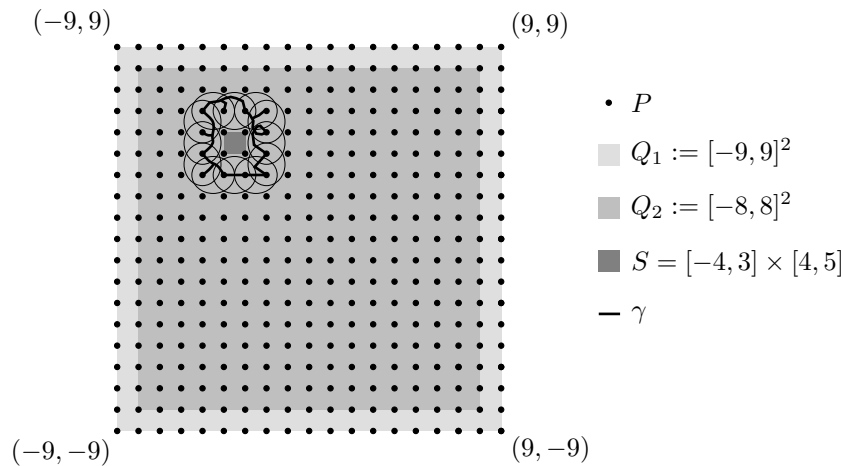 (−9, 9)
(9, 9)
P
Q₁ := [−9, 9]²
Q₂ := [−8, 8]²
S = [−4, 3] × [4, 5]
γ
(−9, −9)
(9, −9)